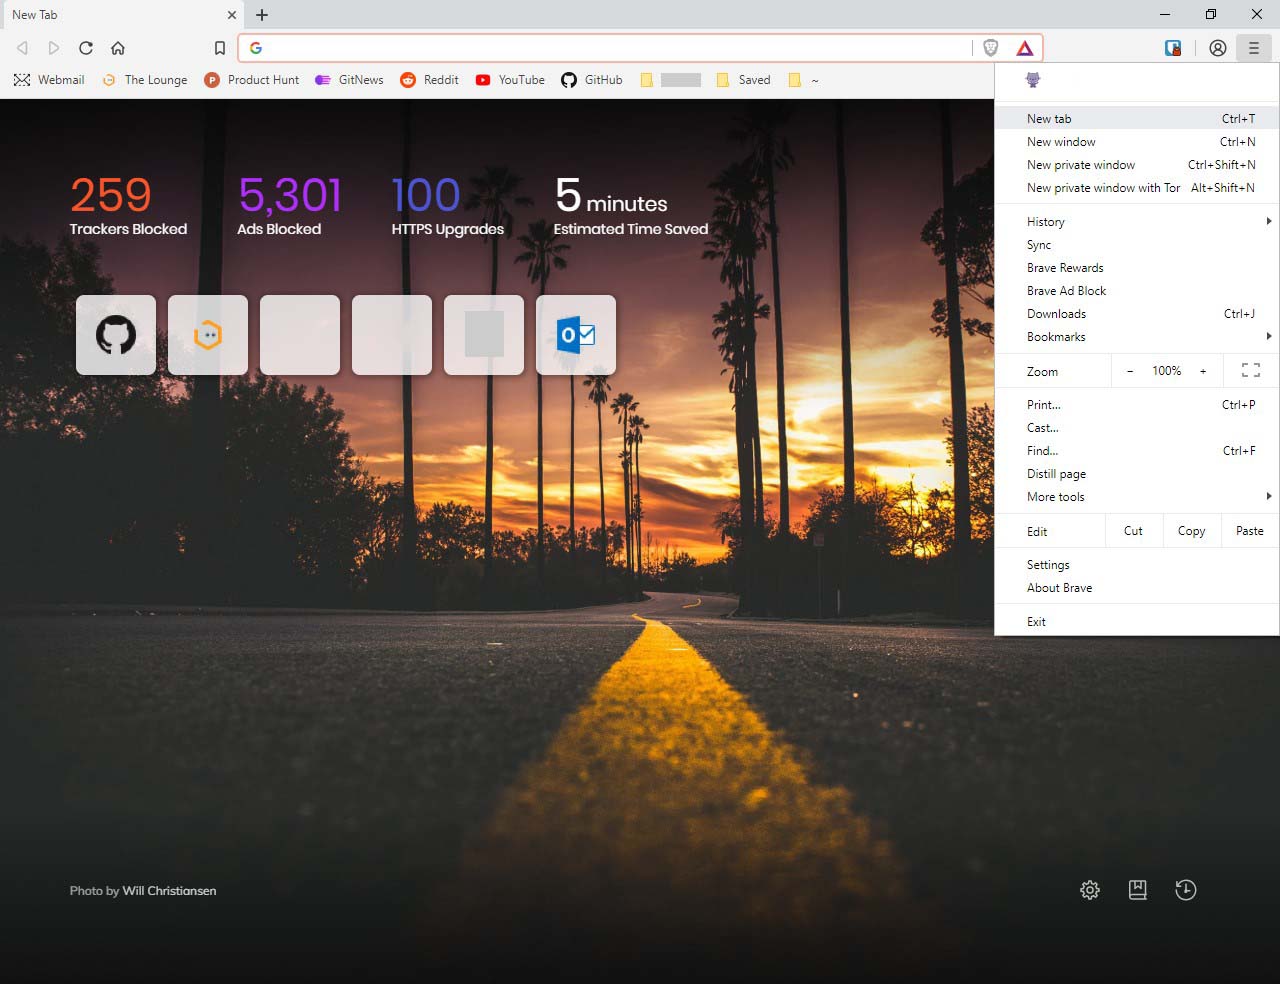 New Tab
Webmail The Lounge Product Hunt GitNews Reddit YouTube GitHub Saved ~
259 5,301 100 5 minutes
Trackers Blocked Ads Blocked HTTPS Upgrades Estimated Time Saved
New tab Ctrl+T
New window Ctrl+N
New private window Ctrl+Shift+N
New private window with Tor Alt+Shift+N
History
Sync
Brave Rewards
Brave Ad Block
Downloads Ctrl+J
Bookmarks
Zoom - 100% +
Print... Ctrl+P
Cast...
Find... Ctrl+F
Distill page
More tools
Edit Cut Copy Paste
Settings
About Brave
Exit
Photo by Will Christiansen